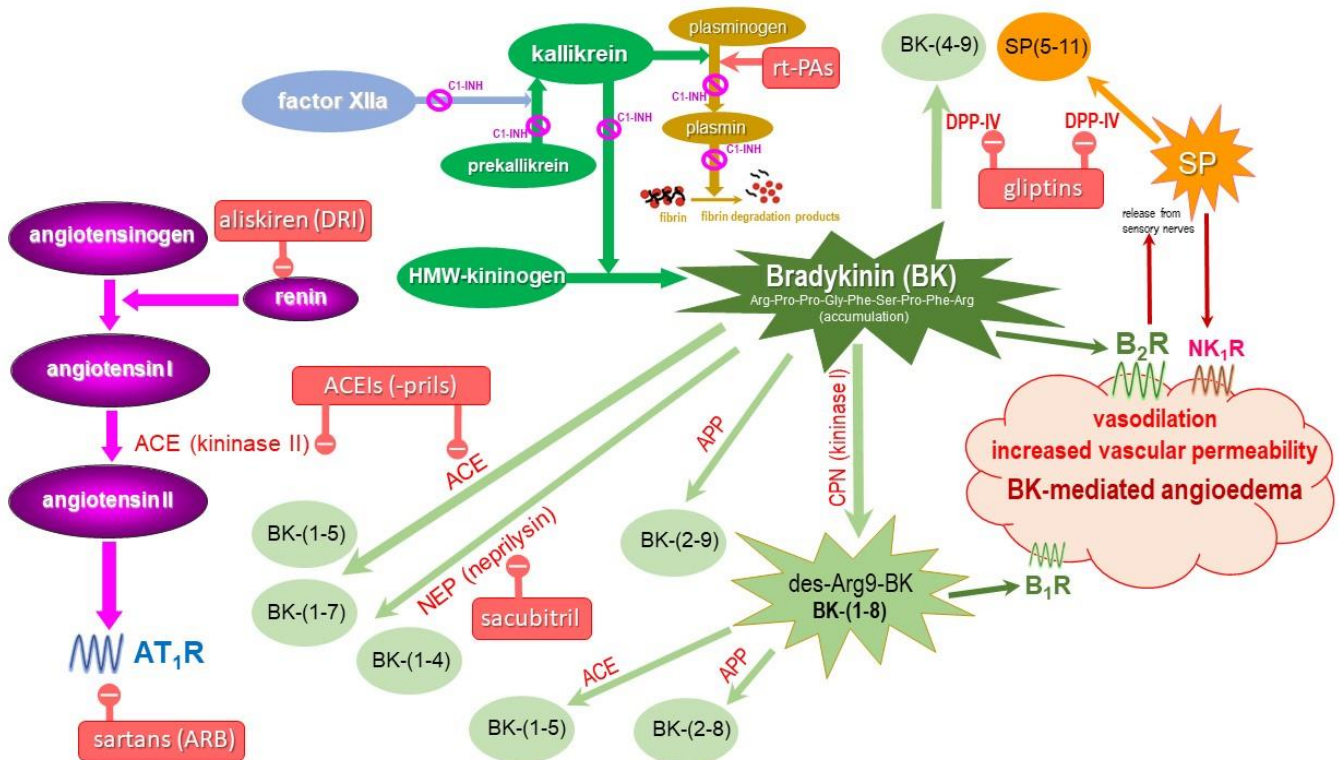 plasminogen
kallikrein
rt-PAs
factor XIIa
C1-INH
C1-INH
C1-INH
C1-INH
prekallikrein
plasmin
C1-INH
fibrin
fibrin degradation products
BK-(4-9)
SP(5-11)
DPP-IV
DPP-IV
gliptins
SP
release from
sensory nerves
angiotensinogen
aliskiren (DRI)
renin
angiotensin I
ACE (kininase II)
angiotensin II
AT1R
sartans (ARB)
ACEIs (-prils)
HMW-kininogen
Bradykinin (BK)
Arg-Pro-Pro-Gly-Phe-Ser-Pro-Phe-Arg
(accumulation)
B2R
NK1R
vasodilation
increased vascular permeability
BK-mediated angioedema
B1R
ACE
BK-(1-5)
BK-(1-7)
NEP (neprilysin)
sacubitril
BK-(1-4)
APP
BK-(2-9)
CPN (kininase I)
des-Arg9-BK
BK-(1-8)
ACE
BK-(1-5)
APP
BK-(2-8)